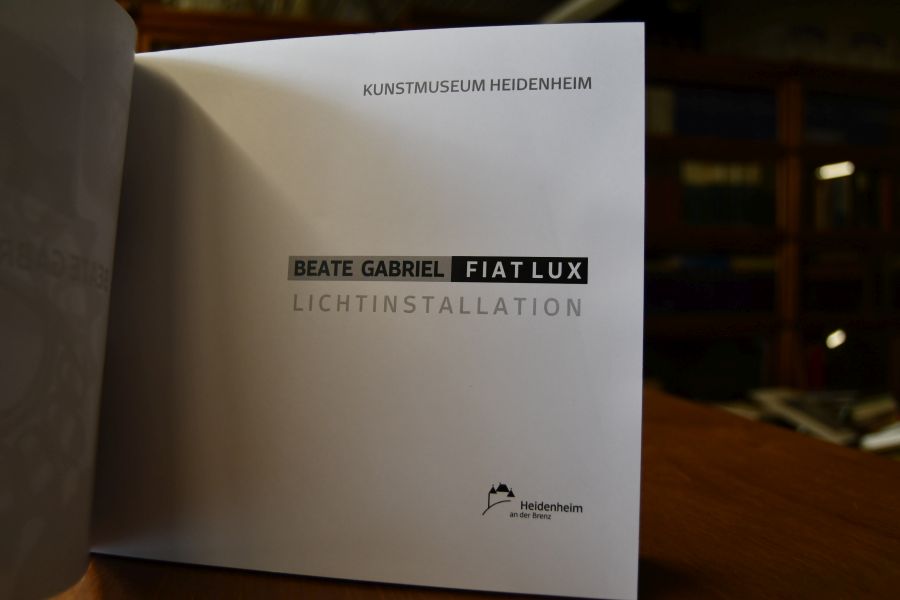 KUNSTMUSEUM HEIDENHEIM
BEATE GABRIEL FIAT LUX
LICHTINSTALLATION
Heidenheim
an der Brenz